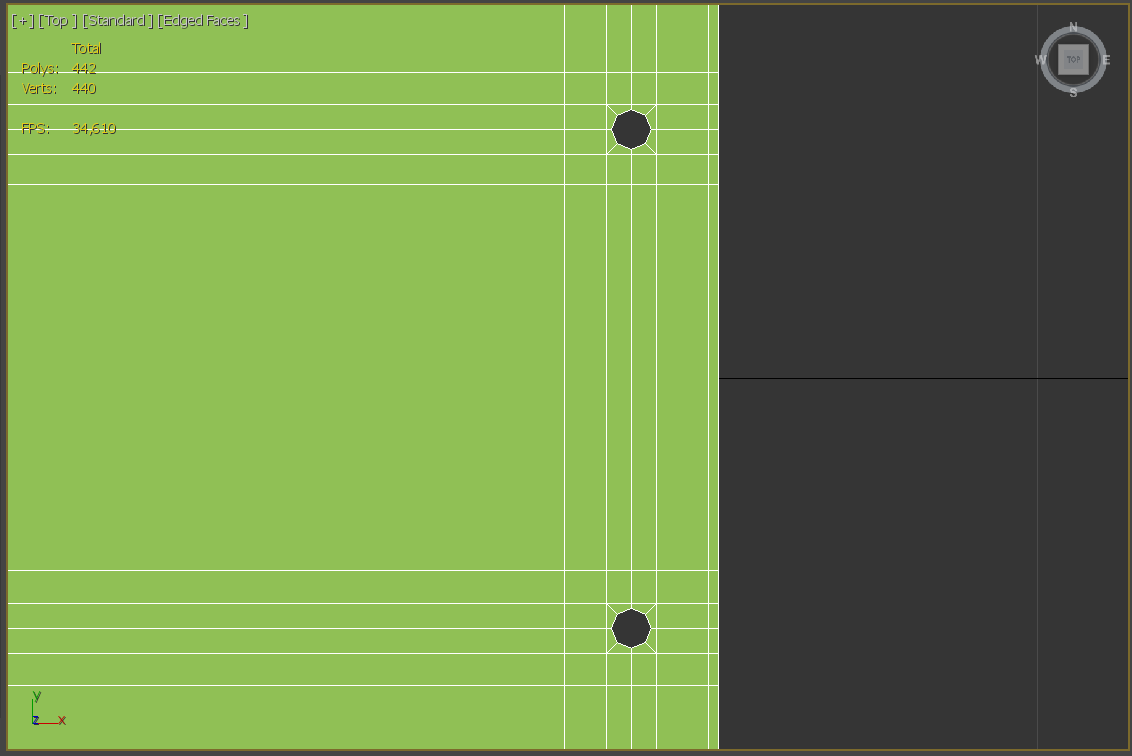 [+] [Top ] [Standard ] [Edged Faces ]
Total
Polys: 442
Verts: 440
FPS: 34,610
N
W TOP E
S
y
z x